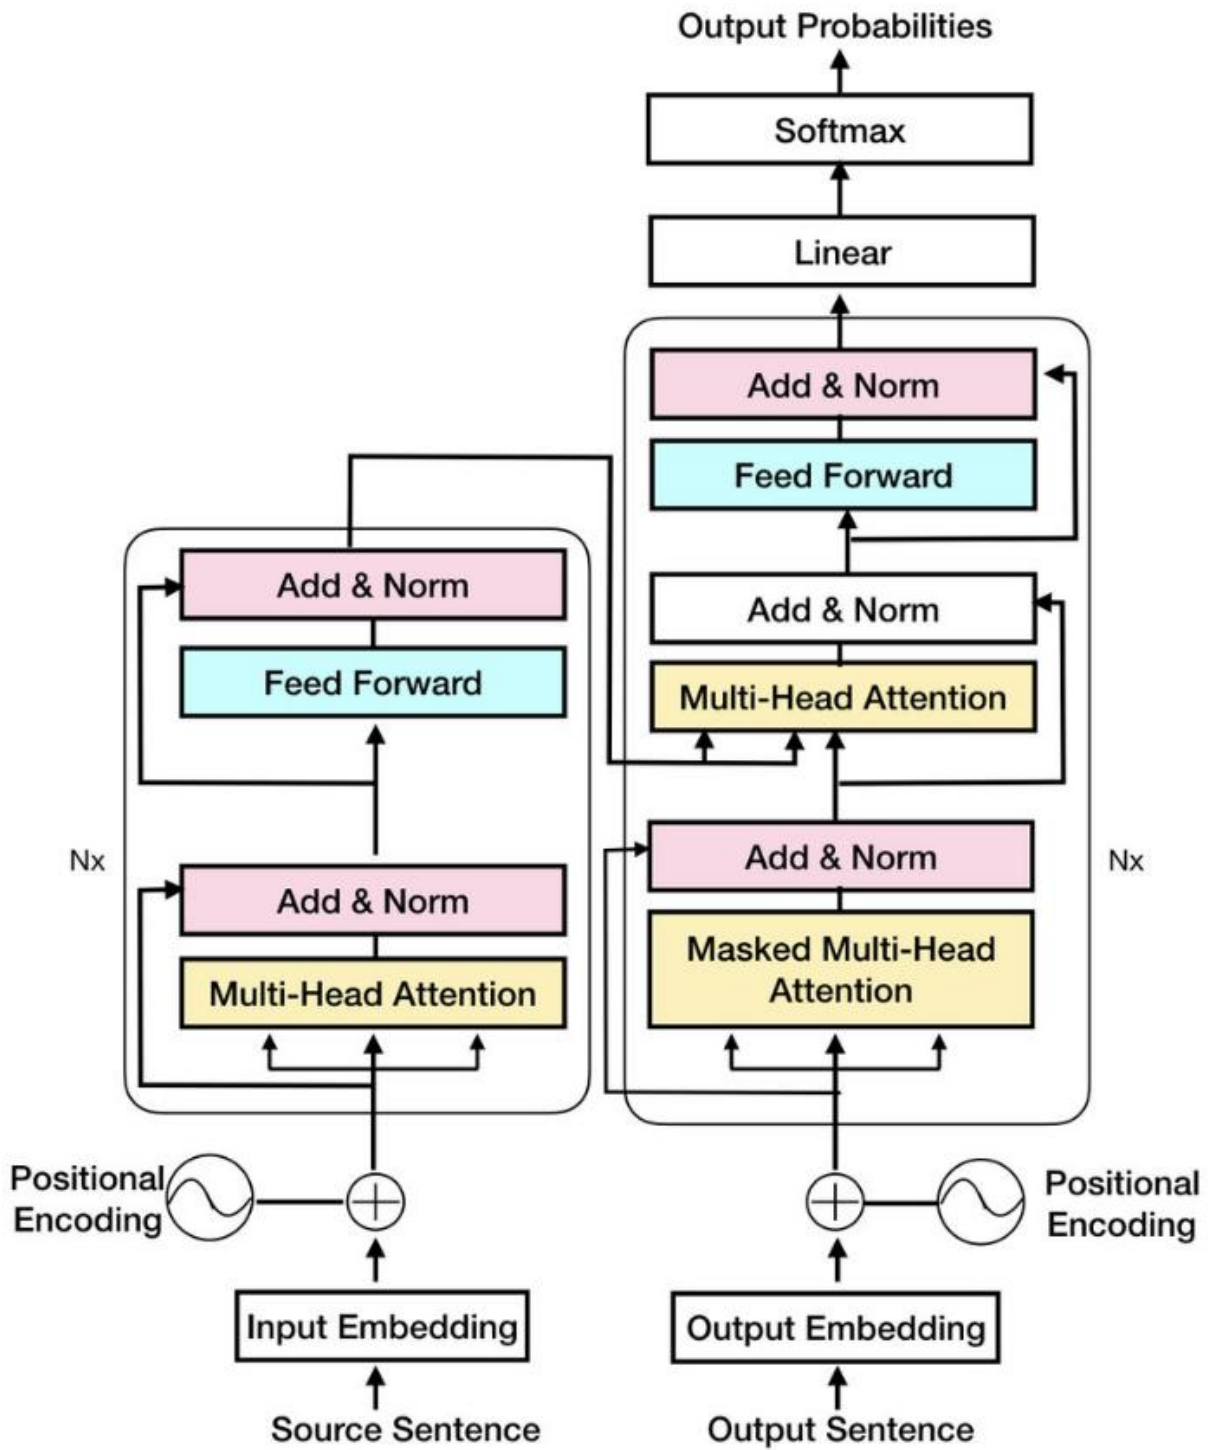 Output Probabilities
Softmax
Linear
Add & Norm
Feed Forward
Add & Norm
Multi-Head Attention
Add & Norm
Masked Multi-Head
Attention
Nx
Add & Norm
Feed Forward
Add & Norm
Multi-Head Attention
Nx
Positional
Encoding
Positional
Encoding
Input Embedding
Output Embedding
Source Sentence
Output Sentence